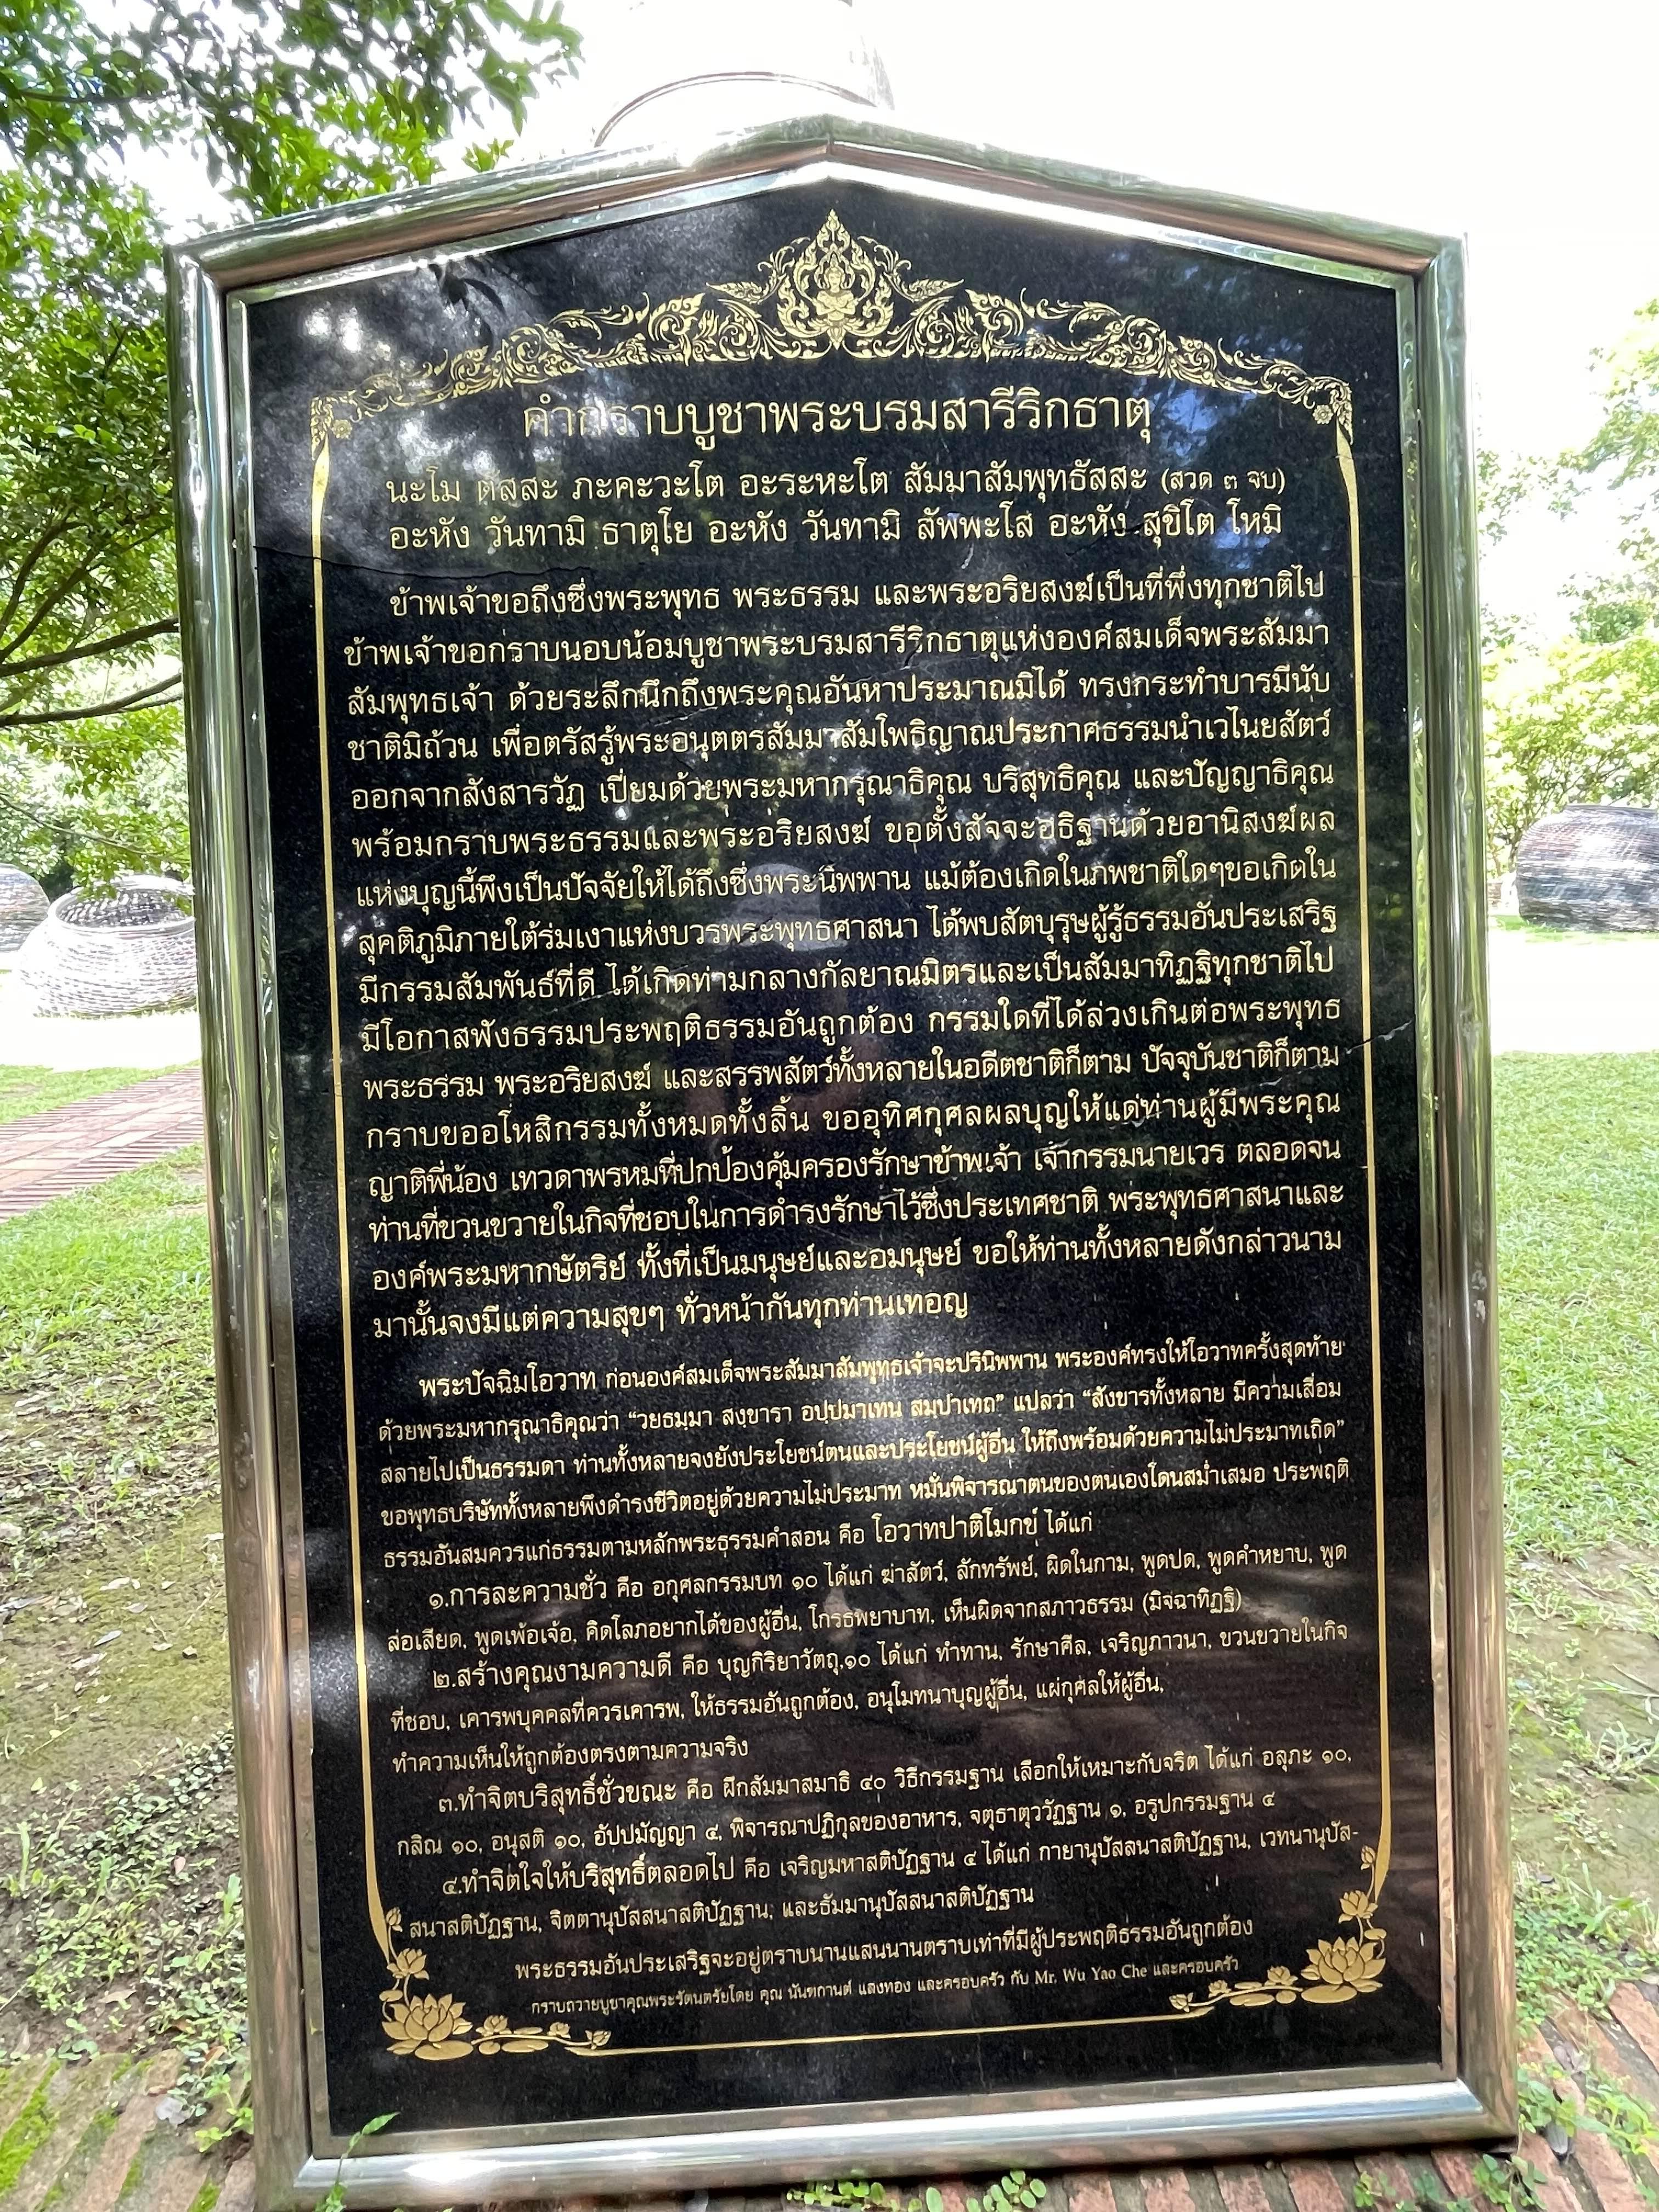 คำกราบบูชาพระบรมสารีริกธาตุ
นะโม ตัสสะ ภะคะวะโต อะระหะโต สัมมาสัมพุทธัสสะ (สวด ๓ จบ)
อะหัง วันทามิ ธาตุโย อะหัง วันทามิ สัพพะโส อะหัง สุขิโต โหมิ
ข้าพเจ้าขอถึงซึ่งพระพุทธ พระธรรม และพระอริยสงฆ์เป็นที่พึ่งทุกชาติไป
ข้าพเจ้าขอกราบนอบน้อมบูชาพระบรมสารีริกธาตุแห่งองค์สมเด็จพระสัมมา
สัมพุทธเจ้า ด้วยระลึกนึกถึงพระคุณอันหาประมาณมิได้ ทรงกระทำบารมีนับ
ชาติมิถ้วน เพื่อตรัสรู้พระอนุตตรสัมมาสัมโพธิญาณประกาศธรรมนำเวไนยสัตว์
ออกจากสังสารวัฏ เปี่ยมด้วยพระมหากรุณาธิคุณ บริสุทธิคุณ และปัญญาธิคุณ
พร้อมกราบพระธรรมและพระอริยสงฆ์ ขอตั้งสัจจะอธิฐานด้วยอานิสงฆ์ผล
แห่งบุญนี้พึงเป็นปัจจัยให้ได้ถึงซึ่งพระนิพพาน แม้ต้องเกิดในภพชาติใดๆขอเกิดใน
สุคติภูมิภายใต้ร่มเงาแห่งบวรพระพุทธศาสนา ได้พบสัตบุรุษผู้รู้ธรรมอันประเสริฐ
มีกรรมสัมพันธ์ที่ดี ได้เกิดท่ามกลางกัลยาณมิตรและเป็นสัมมาทิฏฐิทุกชาติไป
มีโอกาสฟังธรรมประพฤติธรรมอันถูกต้อง กรรมใดที่ได้ล่วงเกินต่อพระพุทธ
พระธรรม พระอริยสงฆ์ และสรรพสัตว์ทั้งหลายในอดีตชาติก็ตาม ปัจจุบันชาติก็ตาม
กราบขออโหสิกรรมทั้งหมดทั้งสิ้น ขออุทิศกุศลผลบุญให้แด่ท่านผู้มีพระคุณ
ญาติพี่น้อง เทวดาพรหมที่ปกป้องคุ้มครองรักษาข้าพเจ้า เจ้ากรรมนายเวร ตลอดจน
ท่านที่ขวนขวายในกิจที่ชอบในการดำรงรักษาไว้ซึ่งประเทศชาติ พระพุทธศาสนาและ
องค์พระมหากษัตริย์ ทั้งที่เป็นมนุษย์และอมนุษย์ ขอให้ท่านทั้งหลายดังกล่าวนาม
มานั้นจงมีแต่ความสุขๆ ทั่วหน้ากันทุกท่านเทอญ
พระปัจฉิมโอวาท ก่อนองค์สมเด็จพระสัมมาสัมพุทธเจ้าจะปรินิพพาน พระองค์ทรงให้โอวาทครั้งสุดท้าย
ด้วยพระมหากรุณาธิคุณว่า “วยธมฺมา สงฺขารา อปฺปมาเทน สมฺปาเทถ” แปลว่า “สังขารทั้งหลาย มีความเสื่อม
สลายไปเป็นธรรมดา ท่านทั้งหลายจงยังประโยชน์ตนและประโยชน์ผู้อื่น ให้ถึงพร้อมด้วยความไม่ประมาทเถิด”
ขอพุทธบริษัททั้งหลายพึงดำรงชีวิตอยู่ด้วยความไม่ประมาท หมั่นพิจารณาตนของตนเองโดนสม่ำเสมอ ประพฤติ
ธรรมอันสมควรแก่ธรรมตามหลักพระธรรมคำสอน คือ โอวาทปาติโมกข์ ได้แก่
๑.การละความชั่ว คือ อกุศลกรรมบท ๑๐ ได้แก่ ฆ่าสัตว์, ลักทรัพย์, ผิดในกาม, พูดปด, พูดคำหยาบ, พูด
ส่อเสียด, พูดเพ้อเจ้อ, คิดโลภอยากได้ของผู้อื่น, โกรธพยาบาท, เห็นผิดจากสภาวธรรม (มิจฉาทิฏฐิ)
๒.สร้างคุณงามความดี คือ บุญกิริยาวัตถุ,๑๐ ได้แก่ ทำทาน, รักษาศีล, เจริญภาวนา, ขวนขวายในกิจ
ที่ชอบ, เคารพบุคคลที่ควรเคารพ, ให้ธรรมอันถูกต้อง, อนุโมทนาบุญผู้อื่น, แผ่กุศลให้ผู้อื่น,
ทำความเห็นให้ถูกต้องตรงตามความจริง
๓.ทำจิตบริสุทธิ์ชั่วขณะ คือ ฝึกสัมมาสมาธิ ๔๐ วิธีกรรมฐาน เลือกให้เหมาะกับจริต ได้แก่ อสุภะ ๑๐,
กสิณ ๑๐, อนุสติ ๑๐, อัปปมัญญา ๔, พิจารณาปฏิกุลของอาหาร, จตุธาตุววัฏฐาน ๑, อรูปกรรมฐาน ๔
๔.ทำจิตใจให้บริสุทธิ์ตลอดไป คือ เจริญมหาสติปัฏฐาน ๔ ได้แก่ กายานุปัสสนาสติปัฏฐาน, เวทนานุปัส-
สนาสติปัฏฐาน, จิตตานุปัสสนาสติปัฏฐาน, และธัมมานุปัสสนาสติปัฏฐาน
พระธรรมอันประเสริฐจะอยู่ตราบนานแสนนานตราบเท่าที่มีผู้ประพฤติธรรมอันถูกต้อง
กราบถวายบูชาคุณพระรัตนตรัยโดย คุณ แสงทอง และครอบครัว กับ Mr. Wu Yao Che และครอบครัว